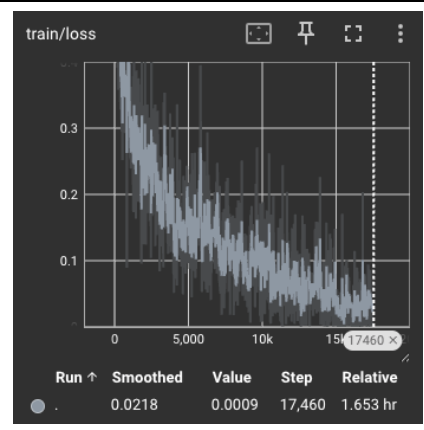 train/loss
0.3
0.2
0.1
0
0 5,000 10k 15k
17460 ×
Run ↑ Smoothed Value Step Relative
. 0.0218 0.0009 17,460 1.653 hr